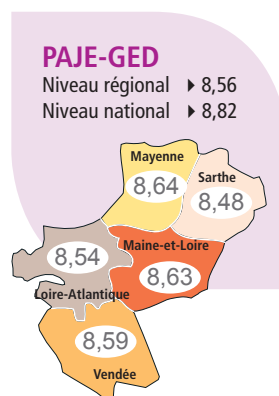 PAJE-GED
Niveau régional ▸ 8,56
Niveau national ▸ 8,82
Mayenne
8,64
Sarthe
8,48
8,54
Loire-Atlantique
Maine-et-Loire
8,63
8,59
Vendée